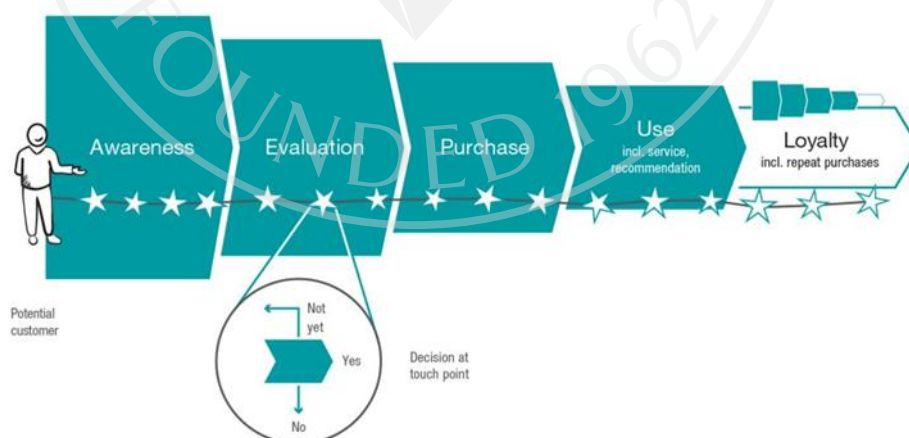 FOUNDED 1962
Awareness
Evaluation
Purchase
Use
incl. service,
recommendation
Loyalty
incl. repeat purchases
Potential
customer
Not
yet
Yes
No
Decision at
touch point